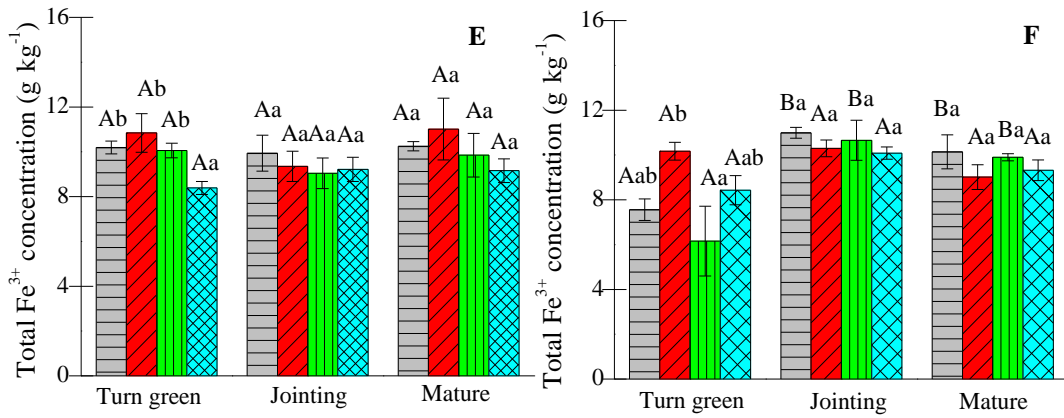 Total Fe³⁺ concentration (g kg⁻¹)
16
12
8
4
0
E
Ab
Ab
Ab
Aa
Aa
Aa
Aa
Aa
Aa
Aa
Aa
Aa
Turn green
Jointing
Mature
Total Fe³⁺ concentration (g kg⁻¹)
16
12
8
4
0
F
Aab
Ab
Aa
Aab
Ba
Aa
Ba
Aa
Ba
Aa
Ba
Aa
Turn green
Jointing
Mature